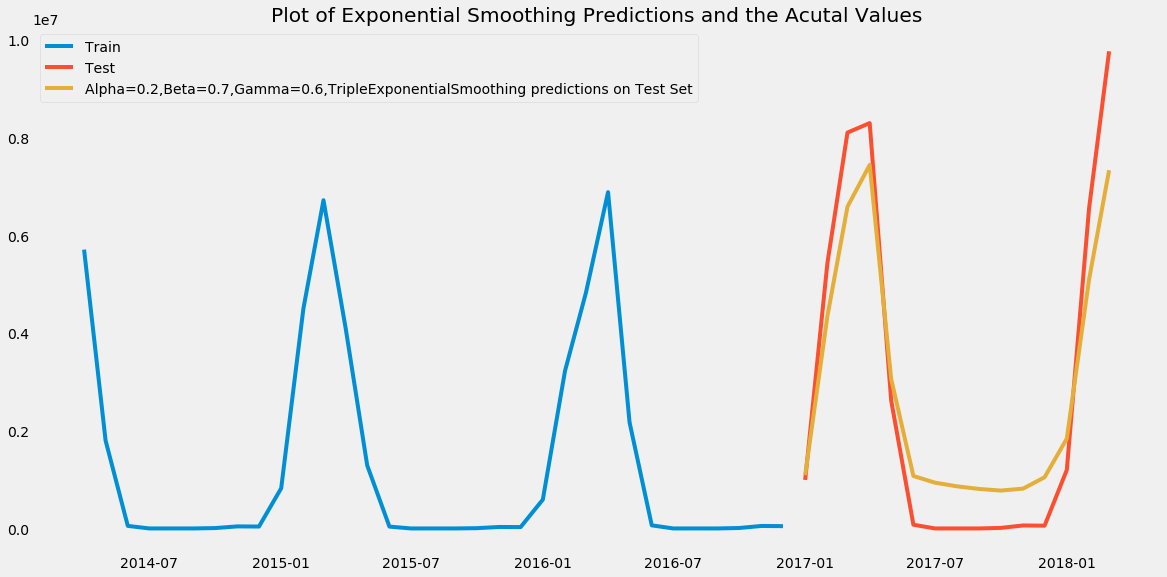 Plot of Exponential Smoothing Predictions and the Acutal Values
1e7
1.0
Train
Test
Alpha=0.2,Beta=0.7,Gamma=0.6,TripleExponentialSmoothing predictions on Test Set
0.8
0.6
0.4
0.2
0.0
2014-07 2015-01 2015-07 2016-01 2016-07 2017-01 2017-07 2018-01